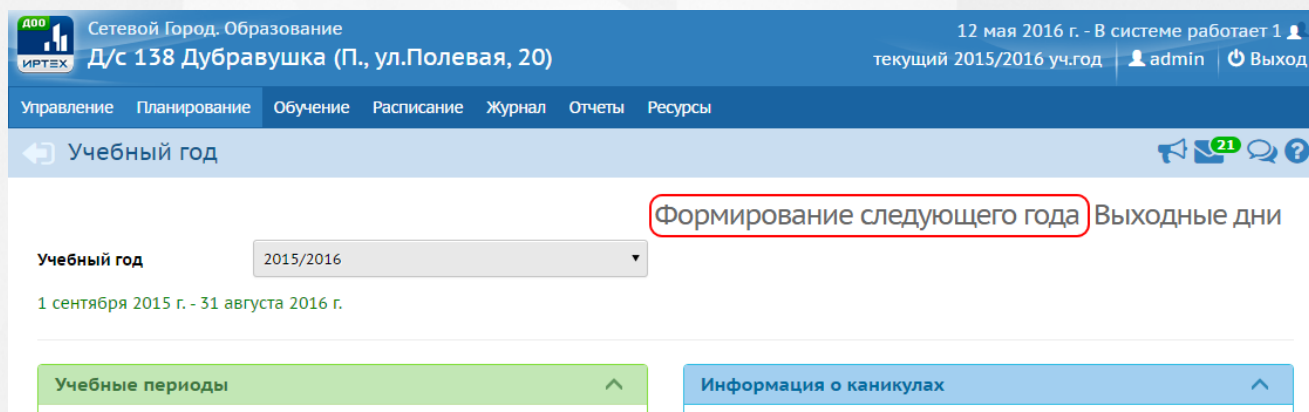 ДОО
ИРТЕХ
Сетевой Город. Образование
Д/с 138 Дубравушка (П., ул.Полевая, 20)
12 мая 2016 г. - В системе работает 1
текущий 2015/2016 уч.год admin Выход
Управление Планирование Обучение Расписание Журнал Отчеты Ресурсы
Учебный год
21 ?
Формирование следующего года Выходные дни
Учебный год 2015/2016
1 сентября 2015 г. - 31 августа 2016 г.
Учебные периоды Информация о каникулах